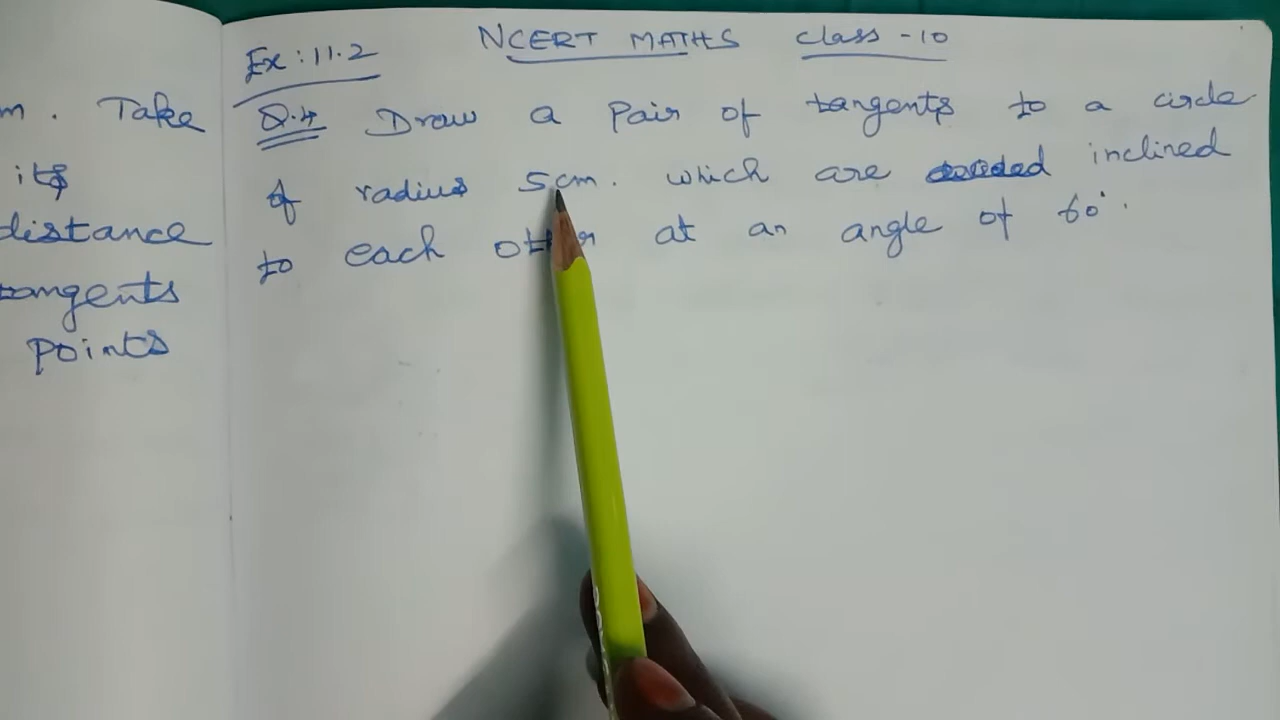 NCERT MATHS class - 10
Ex: 11.2
Q.4 Draw a pair of tangents to a circle
of radius 5cm. which are inclined
to each other at an angle of 60°.
m. Take
its
distance
tangents
points